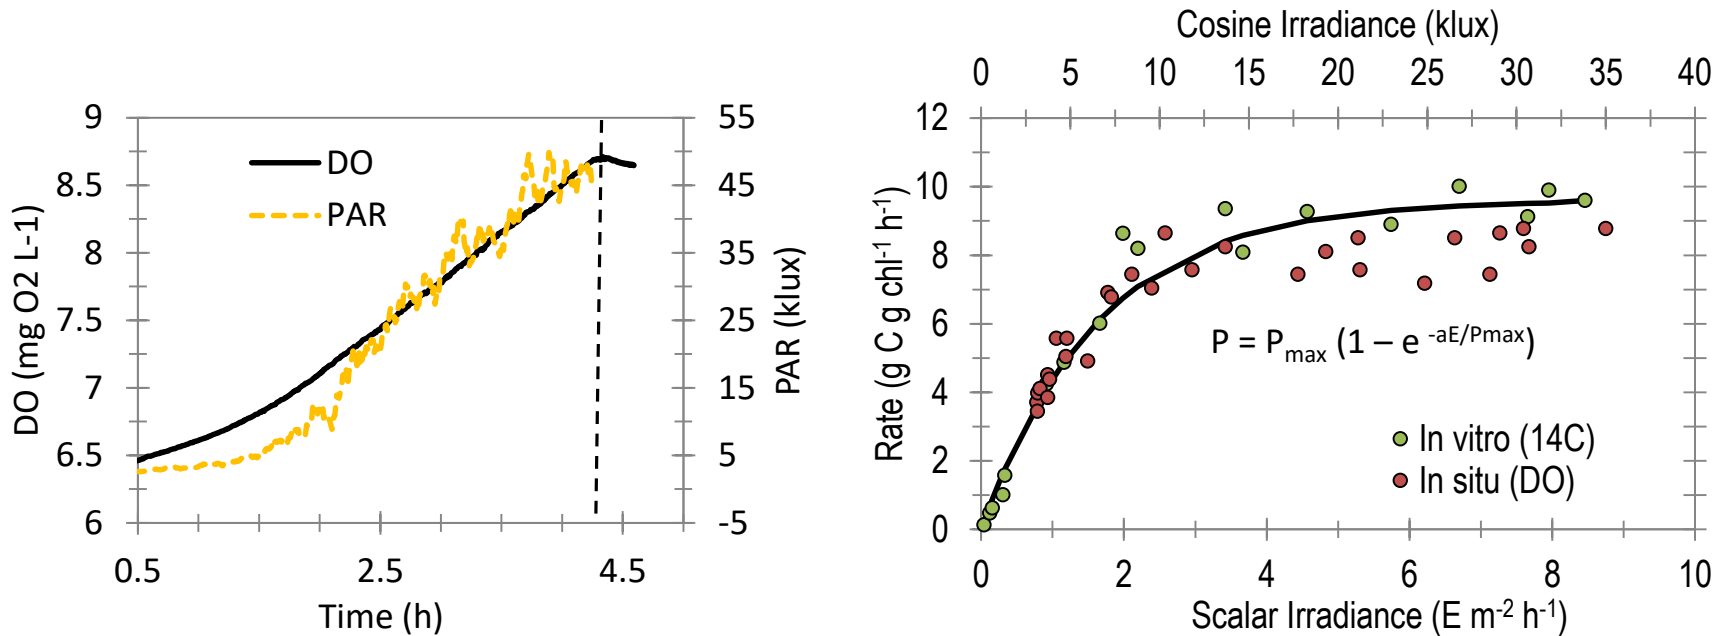 9
8.5
8
7.5
7
6.5
6
DO (mg O2 L-1)
DO
PAR
55
45
35
25
15
5
-5
PAR (klux)
0.5 2.5 4.5
Time (h)
Cosine Irradiance (klux)
0 5 10 15 20 25 30 35 40
12
10
8
6
4
2
0
Rate (g C g chl-1 h-1)
P = Pmax (1 – e -aE/Pmax)
In vitro (14C)
In situ (DO)
0 2 4 6 8 10
Scalar Irradiance (E m-2 h-1)